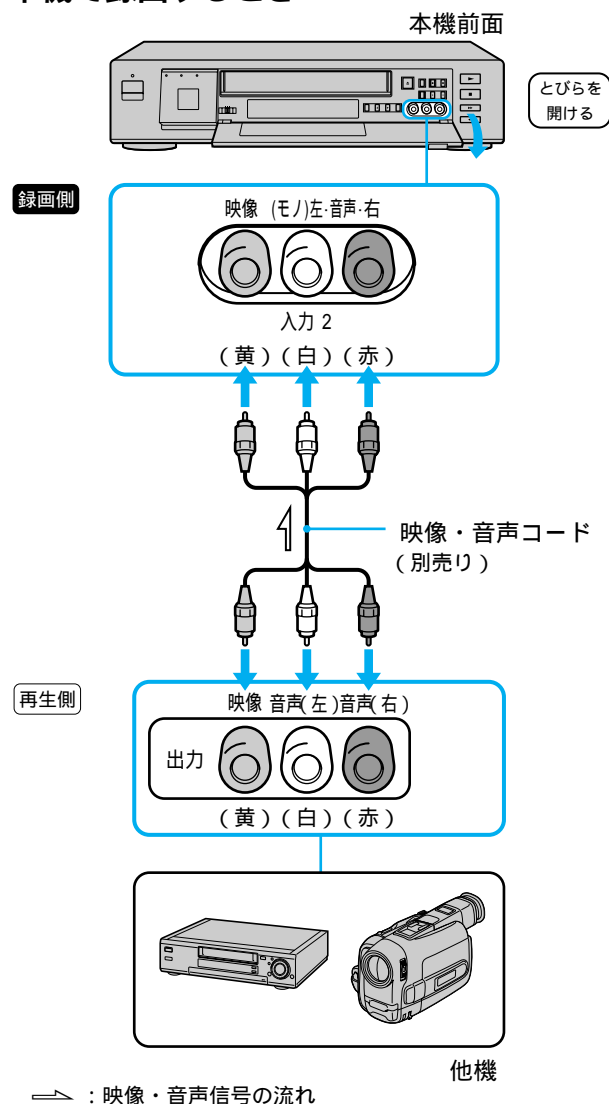 本機前面
とびらを
開ける
録画側
映像 (モノ)左·音声·右
入力 2
(黄)(白)(赤)
映像・音声コード
(別売り)
再生側
映像 音声(左)音声(右)
出力
(黄)(白)(赤)
他機
：映像・音声信号の流れ